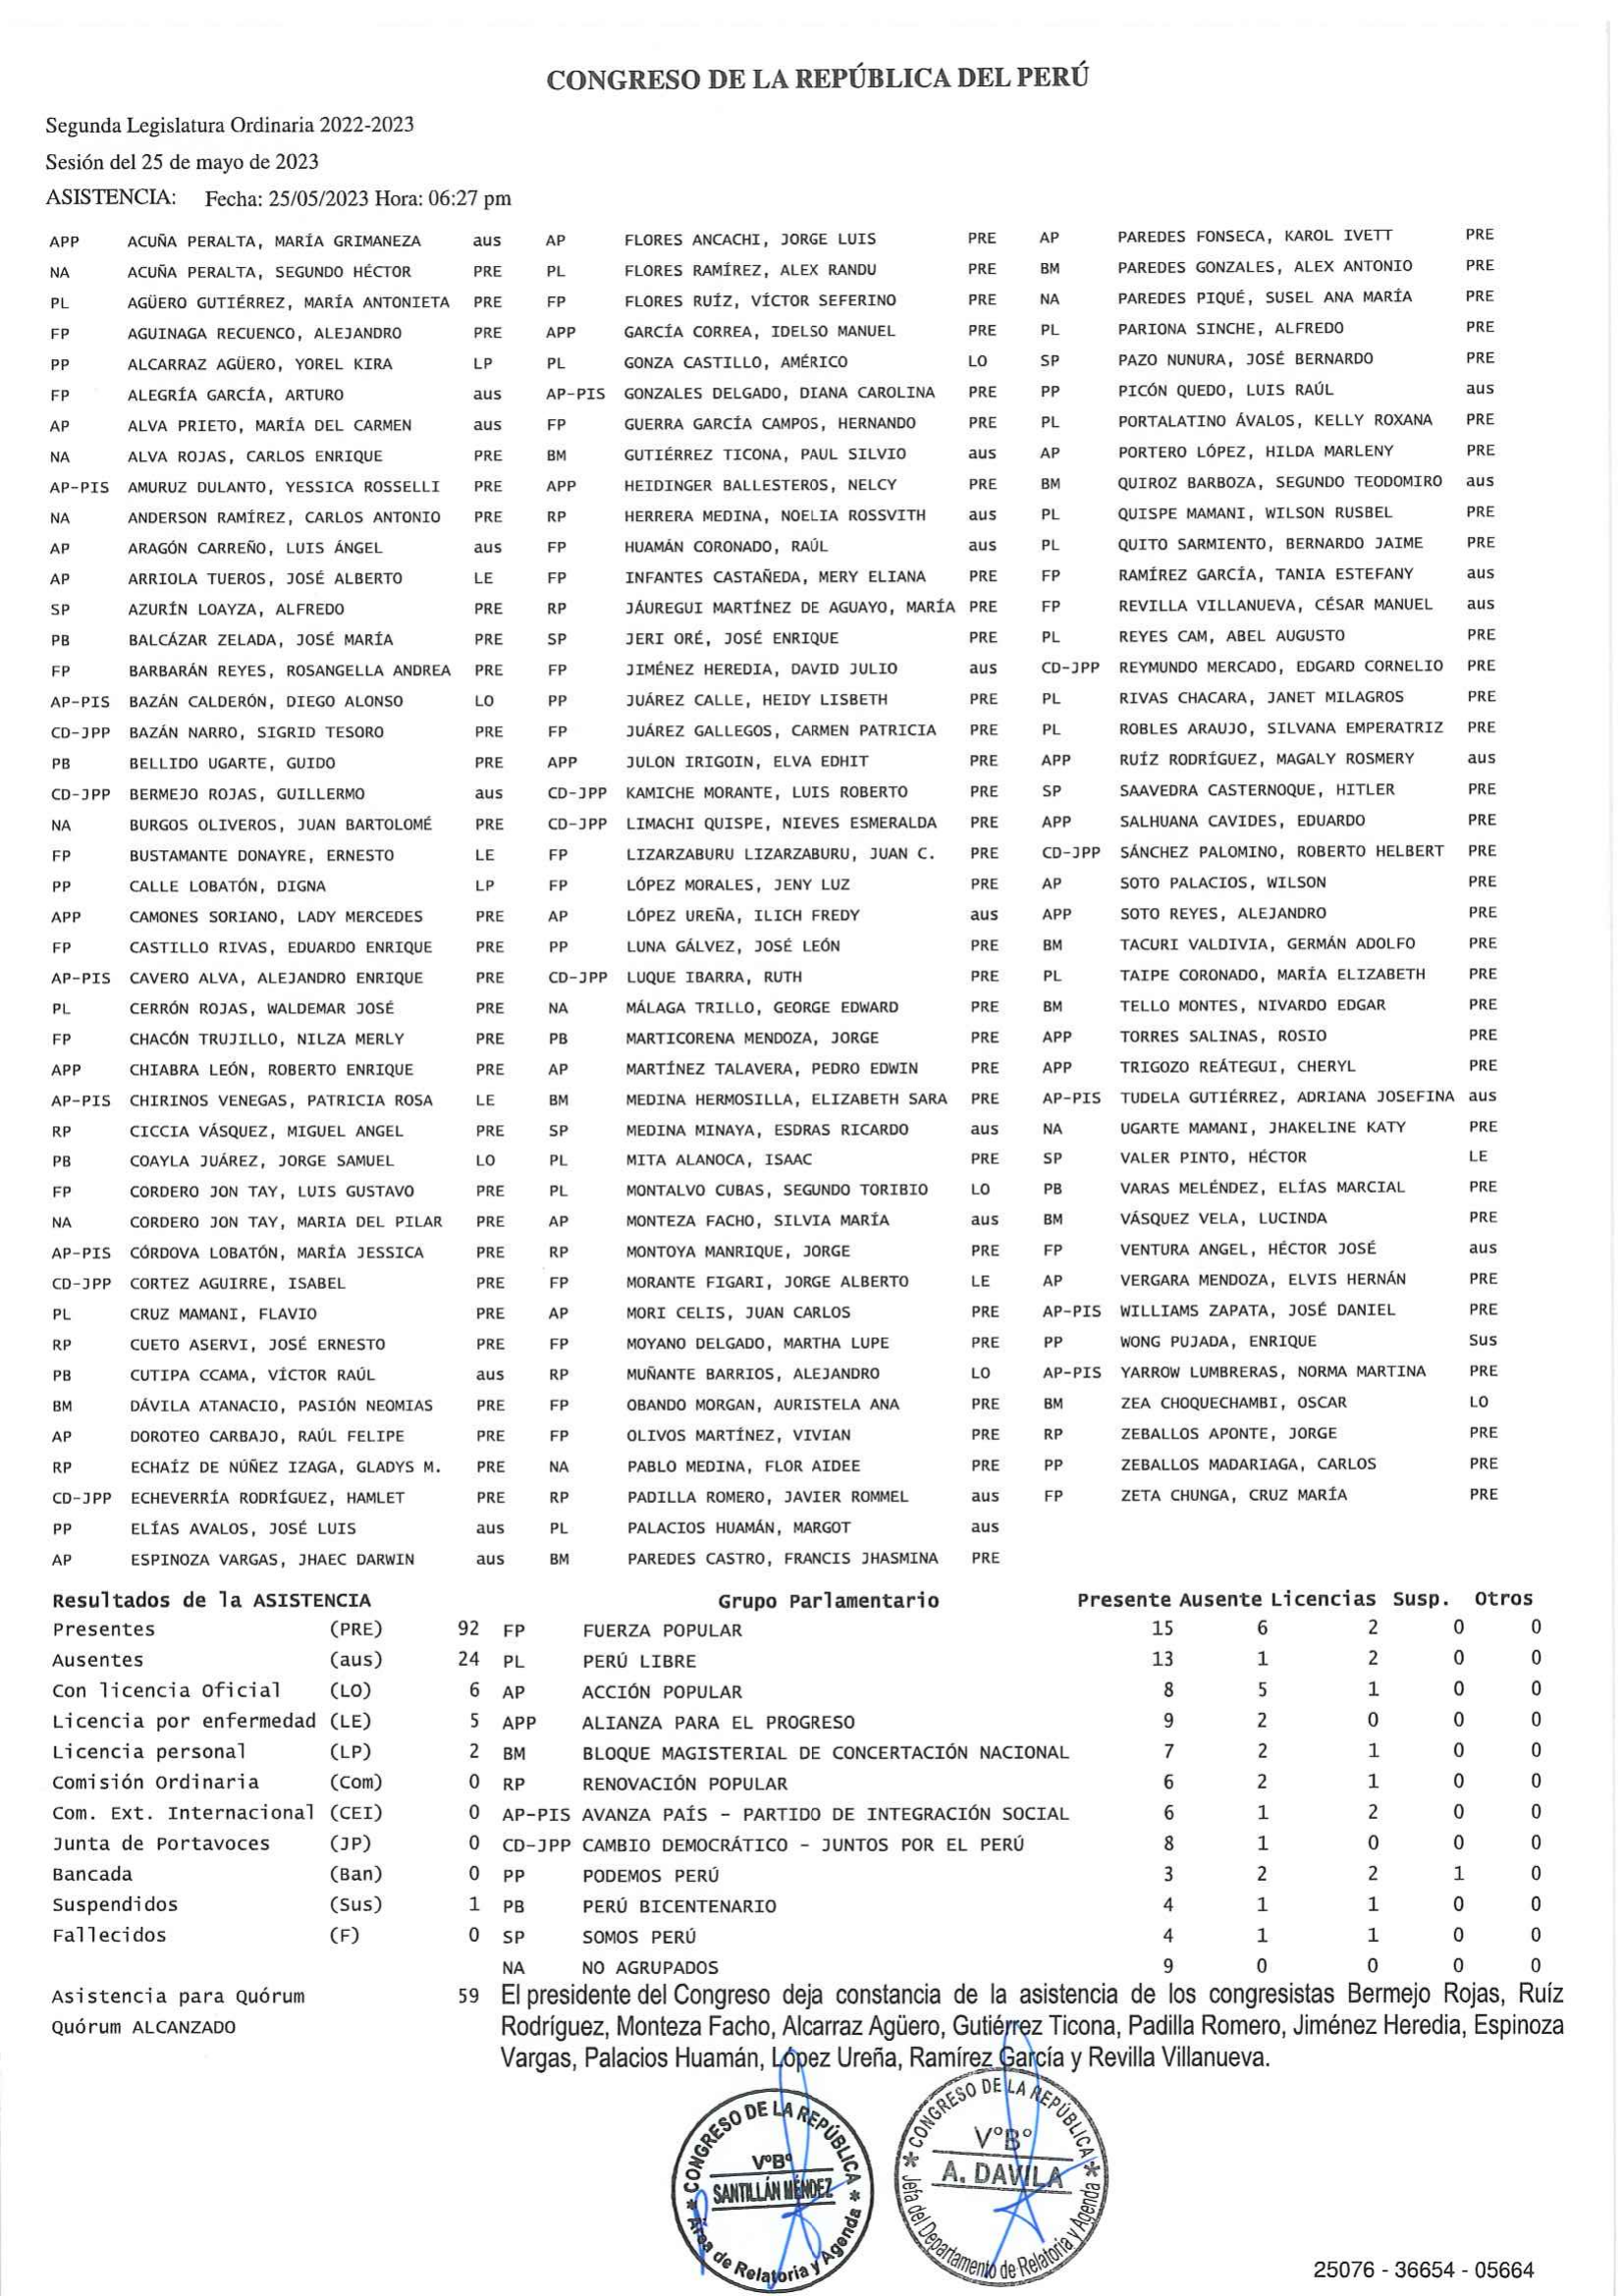 CONGRESO DE LA REPÚBLICA DEL PERÚ
Segunda Legislatura Ordinaria 2022-2023
Sesión del 25 de mayo de 2023
ASISTENCIA: Fecha: 25/05/2023 Hora: 06:27 pm
APP ACUÑA PERALTA, MARÍA GRIMANEZA aus AP FLORES ANCACHI, JORGE LUIS PRE AP PAREDES FONSECA, KAROL IVETT PRE
NA ACUÑA PERALTA, SEGUNDO HÉCTOR PRE PL FLORES RAMÍREZ, ALEX RANDU PRE BM PAREDES GONZALES, ALEX ANTONIO PRE
PL AGÜERO GUTIÉRREZ, MARÍA ANTONIETA PRE FP FLORES RUÍZ, VÍCTOR SEFERINO PRE NA PAREDES PIQUÉ, SUSEL ANA MARÍA PRE
FP AGUINAGA RECUENCO, ALEJANDRO PRE APP GARCÍA CORREA, IDELSO MANUEL PRE PL PARIONA SINCHE, ALFREDO PRE
PP ALCARRAZ AGÜERO, YOREL KIRA LP PL GONZA CASTILLO, AMÉRICO LO SP PAZO NUNURA, JOSÉ BERNARDO PRE
FP ALEGRÍA GARCÍA, ARTURO aus AP-PIS GONZALES DELGADO, DIANA CAROLINA PRE PP PICÓN QUEDO, LUIS RAÚL aus
AP ALVA PRIETO, MARÍA DEL CARMEN aus FP GUERRA GARCÍA CAMPOS, HERNANDO PRE PL PORTALATINO ÁVALOS, KELLY ROXANA PRE
NA ALVA ROJAS, CARLOS ENRIQUE PRE BM GUTIÉRREZ TICONA, PAUL SILVIO aus AP PORTERO LÓPEZ, HILDA MARLENY PRE
AP-PIS AMURUZ DULANTO, YESSICA ROSSELLI PRE APP HEIDINGER BALLESTEROS, NELCY PRE BM QUIROZ BARBOZA, SEGUNDO TEODOMIRO aus
NA ANDERSON RAMÍREZ, CARLOS ANTONIO PRE RP HERRERA MEDINA, NOELIA ROSSVITH aus PL QUISPE MAMANI, WILSON RUSBEL PRE
AP ARAGÓN CARREÑO, LUIS ÁNGEL aus FP HUAMÁN CORONADO, RAÚL aus PL QUITO SARMIENTO, BERNARDO JAIME PRE
AP ARRIOLA TUEROS, JOSÉ ALBERTO LE FP INFANTES CASTAÑEDA, MERY ELIANA PRE FP RAMÍREZ GARCÍA, TANIA ESTEFANY aus
SP AZURÍN LOAYZA, ALFREDO PRE RP JÁUREGUI MARTÍNEZ DE AGUAYO, MARÍA PRE FP REVILLA VILLANUEVA, CÉSAR MANUEL aus
PB BALCÁZAR ZELADA, JOSÉ MARÍA PRE SP JERI ORÉ, JOSÉ ENRIQUE PRE PL REYES CAM, ABEL AUGUSTO PRE
FP BARBARÁN REYES, ROSANGELLA ANDREA PRE FP JIMÉNEZ HEREDIA, DAVID JULIO aus CD-JPP REYMUNDO MERCADO, EDGARD CORNELIO PRE
AP-PIS BAZÁN CALDERÓN, DIEGO ALONSO LO PP JUÁREZ CALLE, HEIDY LISBETH PRE PL RIVAS CHACARA, JANET MILAGROS PRE
CD-JPP BAZÁN NARRO, SIGRID TESORO PRE FP JUÁREZ GALLEGOS, CARMEN PATRICIA PRE PL ROBLES ARAUJO, SILVANA EMPERATRIZ PRE
PB BELLIDO UGARTE, GUIDO PRE APP JULON IRIGOIN, ELVA EDHIT PRE APP RUÍZ RODRÍGUEZ, MAGALY ROSMERY aus
CD-JPP BERMEJO ROJAS, GUILLERMO aus CD-JPP KAMICHE MORANTE, LUIS ROBERTO PRE SP SAAVEDRA CASTERNOQUE, HITLER PRE
NA BURGOS OLIVEROS, JUAN BARTOLOMÉ PRE CD-JPP LIMACHI QUISPE, NIEVES ESMERALDA PRE APP SALHUANA CAVIDES, EDUARDO PRE
FP BUSTAMANTE DONAYRE, ERNESTO LE FP LIZARZABURU LIZARZABURU, JUAN C. PRE CD-JPP SÁNCHEZ PALOMINO, ROBERTO HELBERT PRE
PP CALLE LOBATÓN, DIGNA LP FP LÓPEZ MORALES, JENY LUZ PRE AP SOTO PALACIOS, WILSON PRE
APP CAMONES SORIANO, LADY MERCEDES PRE AP LÓPEZ UREÑA, ILICH FREDY aus APP SOTO REYES, ALEJANDRO PRE
FP CASTILLO RIVAS, EDUARDO ENRIQUE PRE PP LUNA GÁLVEZ, JOSÉ LEÓN PRE BM TACURI VALDIVIA, GERMÁN ADOLFO PRE
AP-PIS CAVERO ALVA, ALEJANDRO ENRIQUE PRE CD-JPP LUQUE IBARRA, RUTH PRE PL TAIPE CORONADO, MARÍA ELIZABETH PRE
PL CERRÓN ROJAS, WALDEMAR JOSÉ PRE NA MÁLAGA TRILLO, GEORGE EDWARD PRE BM TELLO MONTES, NIVARDO EDGAR PRE
FP CHACÓN TRUJILLO, NILZA MERLY PRE PB MARTICORENA MENDOZA, JORGE PRE APP TORRES SALINAS, ROSIO PRE
APP CHIABRA LEÓN, ROBERTO ENRIQUE PRE AP MARTÍNEZ TALAVERA, PEDRO EDWIN PRE APP TRIGOZO REÁTEGUI, CHERYL PRE
AP-PIS CHIRINOS VENEGAS, PATRICIA ROSA LE BM MEDINA HERMOSILLA, ELIZABETH SARA PRE AP-PIS TUDELA GUTIÉRREZ, ADRIANA JOSEFINA aus
RP CICCIA VÁSQUEZ, MIGUEL ANGEL PRE SP MEDINA MINAYA, ESDRAS RICARDO aus NA UGARTE MAMANI, JHAKELINE KATY PRE
PB COAYLA JUÁREZ, JORGE SAMUEL LO PL MITA ALANOCA, ISAAC PRE SP VALER PINTO, HÉCTOR LE
FP CORDERO JON TAY, LUIS GUSTAVO PRE PL MONTALVO CUBAS, SEGUNDO TORIBIO LO PB VARAS MELÉNDEZ, ELÍAS MARCIAL PRE
NA CORDERO JON TAY, MARIA DEL PILAR PRE AP MONTEZA FACHO, SILVIA MARÍA aus BM VÁSQUEZ VELA, LUCINDA PRE
AP-PIS CÓRDOVA LOBATÓN, MARÍA JESSICA PRE RP MONTOYA MANRIQUE, JORGE PRE FP VENTURA ANGEL, HÉCTOR JOSÉ aus
CD-JPP CORTEZ AGUIRRE, ISABEL PRE FP MORANTE FIGARI, JORGE ALBERTO LE AP VERGARA MENDOZA, ELVIS HERNÁN PRE
PL CRUZ MAMANI, FLAVIO PRE AP MORI CELIS, JUAN CARLOS PRE AP-PIS WILLIAMS ZAPATA, JOSÉ DANIEL PRE
RP CUETO ASERVI, JOSÉ ERNESTO PRE FP MOYANO DELGADO, MARTHA LUPE PRE PP WONG PUJADA, ENRIQUE Sus
PB CUTIPA CCAMA, VÍCTOR RAÚL aus RP MUÑANTE BARRIOS, ALEJANDRO LO AP-PIS YARROW LUMBRERAS, NORMA MARTINA PRE
BM DÁVILA ATANACIO, PASIÓN NEOMIAS PRE FP OBANDO MORGAN, AURISTELA ANA PRE BM ZEA CHOQUECHAMBI, OSCAR LO
AP DOROTEO CARBAJO, RAÚL FELIPE PRE FP OLIVOS MARTÍNEZ, VIVIAN PRE RP ZEBALLOS APONTE, JORGE PRE
RP ECHAÍZ DE NÚÑEZ IZAGA, GLADYS M. PRE NA PABLO MEDINA, FLOR AIDEE PRE PP ZEBALLOS MADARIAGA, CARLOS PRE
CD-JPP ECHEVERRÍA RODRÍGUEZ, HAMLET PRE RP PADILLA ROMERO, JAVIER ROMMEL aus FP ZETA CHUNGA, CRUZ MARÍA PRE
PP ELÍAS AVALOS, JOSÉ LUIS aus PL PALACIOS HUAMÁN, MARGOT aus
AP ESPINOZA VARGAS, JHAEC DARWIN aus BM PAREDES CASTRO, FRANCIS JHASMINA PRE
Resultados de la ASISTENCIA Grupo Parlamentario Presente Ausente Licencias Susp. Otros
Presentes (PRE) 92 FP FUERZA POPULAR 15 6 2 0 0
Ausentes (aus) 24 PL PERÚ LIBRE 13 1 2 0 0
Con licencia Oficial (LO) 6 AP ACCIÓN POPULAR 8 5 1 0 0
Licencia por enfermedad (LE) 5 APP ALIANZA PARA EL PROGRESO 9 2 0 0 0
Licencia personal (LP) 2 BM BLOQUE MAGISTERIAL DE CONCERTACIÓN NACIONAL 7 2 1 0 0
Comisión Ordinaria (Com) 0 RP RENOVACIÓN POPULAR 6 2 1 0 0
Com. Ext. Internacional (CEI) 0 AP-PIS AVANZA PAÍS - PARTIDO DE INTEGRACIÓN SOCIAL 6 1 2 0 0
Junta de Portavoces (JP) 0 CD-JPP CAMBIO DEMOCRÁTICO - JUNTOS POR EL PERÚ 8 1 0 0 0
Bancada (Ban) 0 PP PODEMOS PERÚ 3 2 2 1 0
Suspendidos (Sus) 1 PB PERÚ BICENTENARIO 4 1 1 0 0
Fallecidos (F) 0 SP SOMOS PERÚ 4 1 1 0 0
NA NO AGRUPADOS 9 0 0 0 0
Asistencia para Quórum 59
Quórum ALCANZADO
El presidente del Congreso deja constancia de la asistencia de los congresistas Bermejo Rojas, Ruíz
Rodríguez, Monteza Facho, Alcarraz Agüero, Gutiérrez Ticona, Padilla Romero, Jiménez Heredia, Espinoza
Vargas, Palacios Huamán, López Ureña, Ramírez García y Revilla Villanueva.
CONGRESO DE LA REPÚBLICA
V°B°
SANTILLÁN MÉNDEZ
Área de Relatoría y Agenda
CONGRESO DE LA REPÚBLICA
V°B°
A. DAVILA
Jefa del Departamento de Relatoría y Agenda
25076 - 36654 - 05664